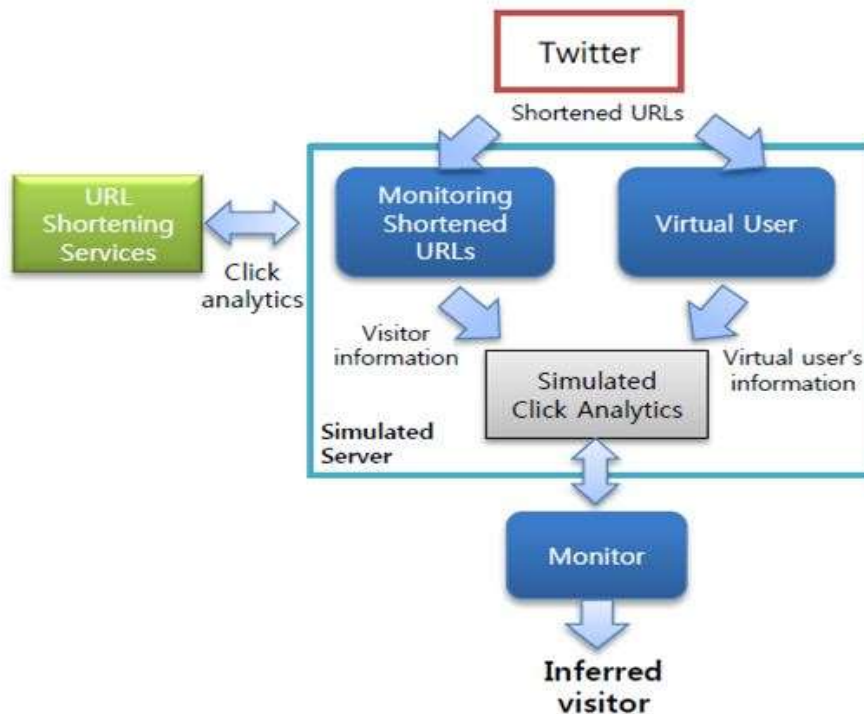 Twitter
Shortened URLs
URL
Shortening
Services
Click
analytics
Monitoring
Shortened
URLs
Virtual User
Visitor
information
Virtual user's
information
Simulated
Click Analytics
Simulated
Server
Monitor
Inferred
visitor